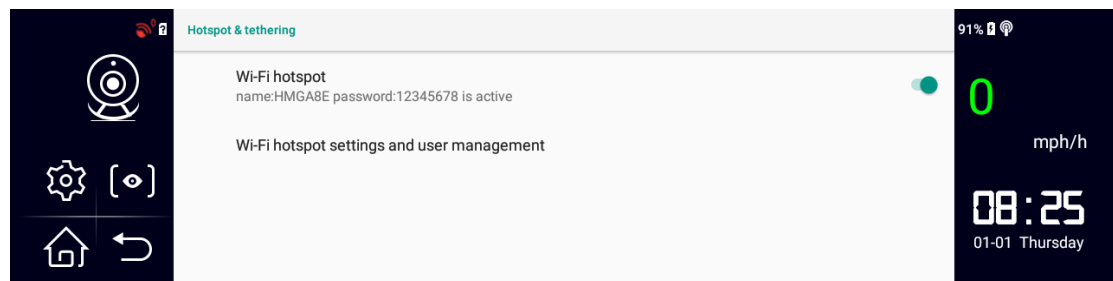 0
?
Hotspot & tethering
91%
Wi-Fi hotspot
name:HMGA8E password:12345678 is active
0
Wi-Fi hotspot settings and user management
mph/h
08:25
01-01 Thursday